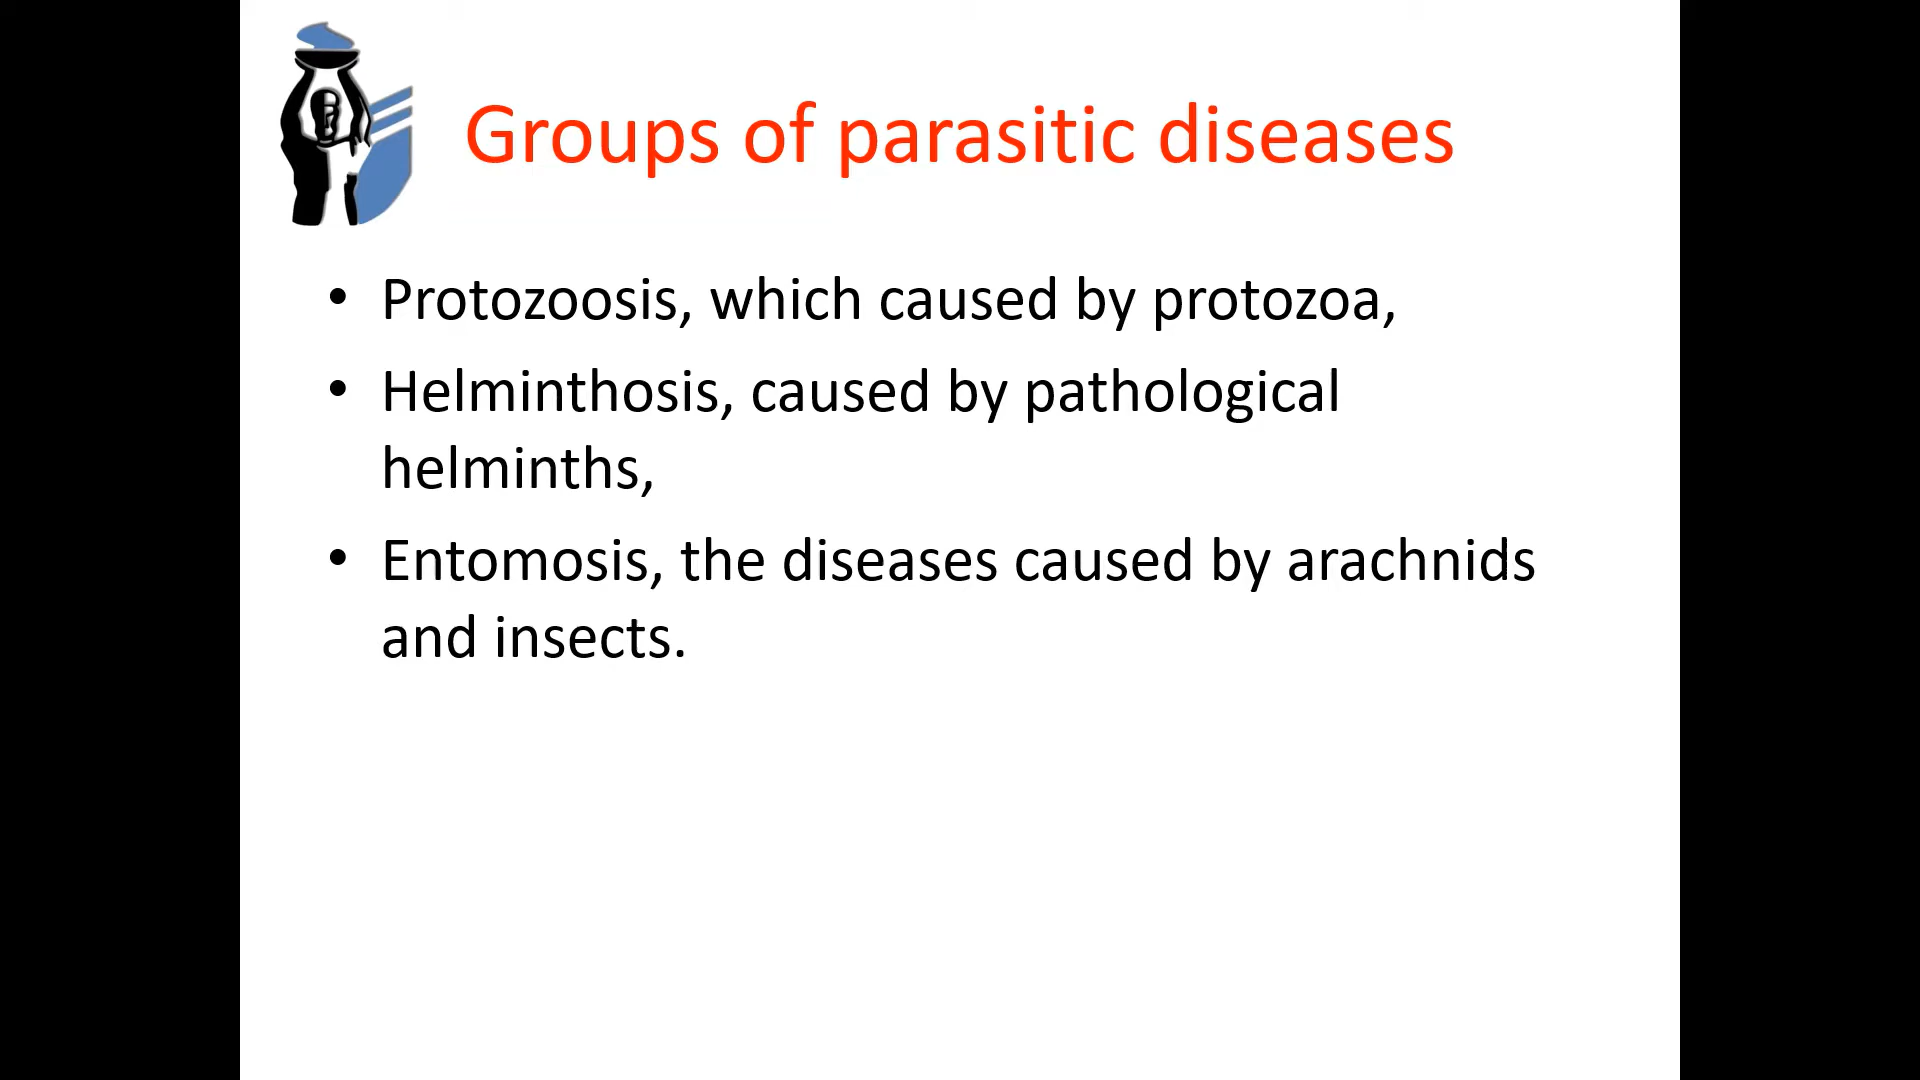 Groups of parasitic diseases
• Protozoosis, which caused by protozoa,
• Helminthosis, caused by pathological
helminths,
• Entomosis, the diseases caused by arachnids
and insects.